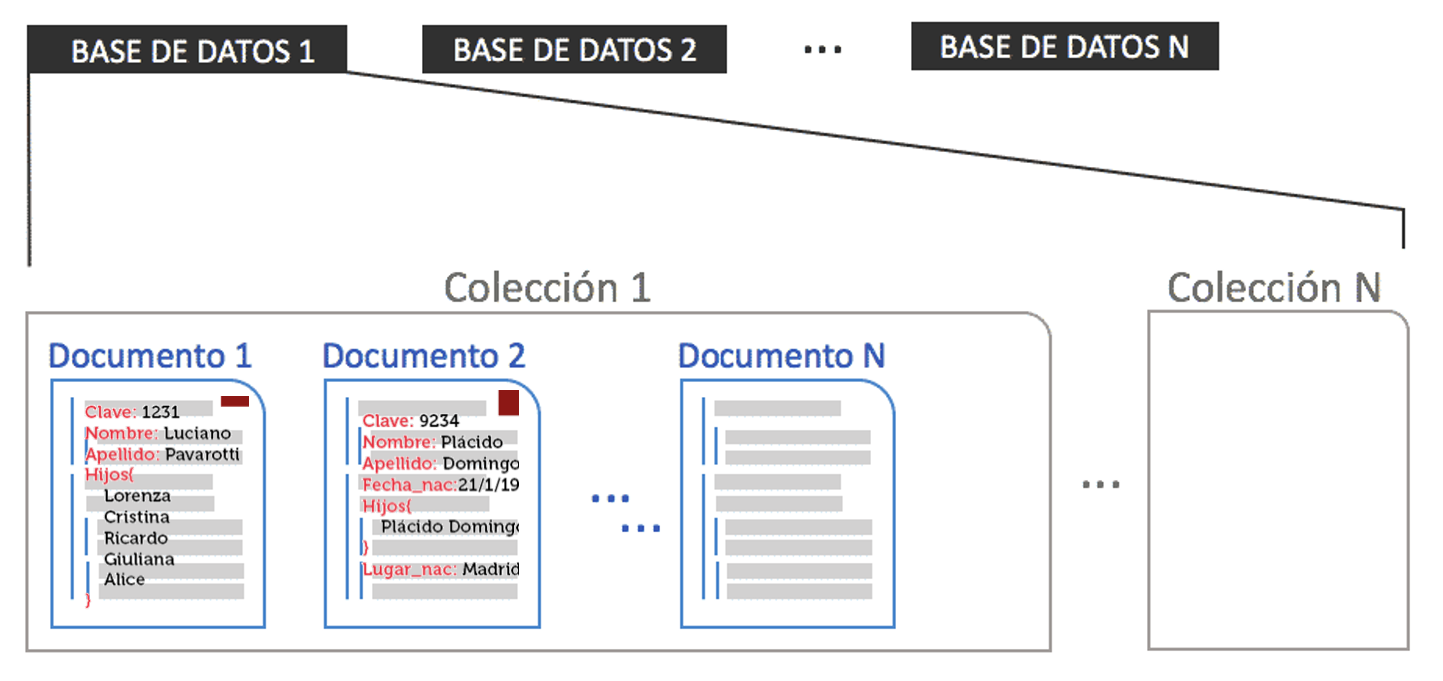 BASE DE DATOS 1
BASE DE DATOS 2
...
BASE DE DATOS N
Colección 1
Colección N
Documento 1
Documento 2
Documento N
Clave: 1231
Nombre: Luciano
Apellido: Pavarotti
Hijos{
Lorenza
Cristina
Ricardo
Giuliana
Alice
}
Clave: 9234
Nombre: Plácido
Apellido: Domingo
Fecha_nac:21/1/19
Hijos{
Plácido Domingo
}
Lugar_nac: Madrid
...
...
...